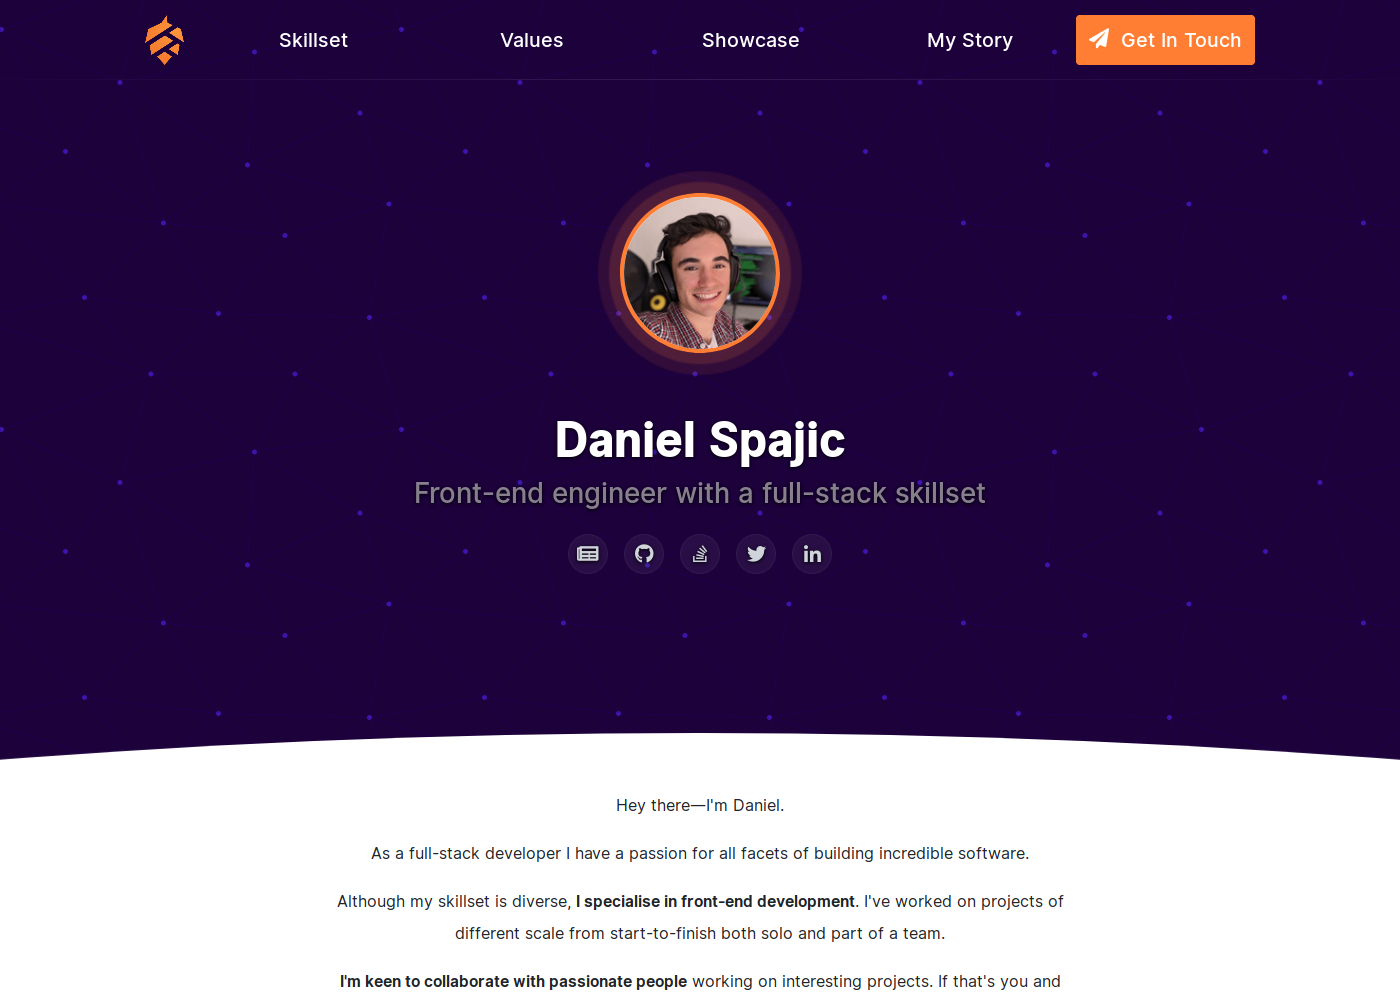 Skillset
Values
Showcase
My Story
Get In Touch
Daniel Spajic
Front-end engineer with a full-stack skillset
Hey there—I'm Daniel.
As a full-stack developer I have a passion for all facets of building incredible software.
Although my skillset is diverse, I specialise in front-end development. I've worked on projects of
different scale from start-to-finish both solo and part of a team.
I'm keen to collaborate with passionate people working on interesting projects. If that's you and